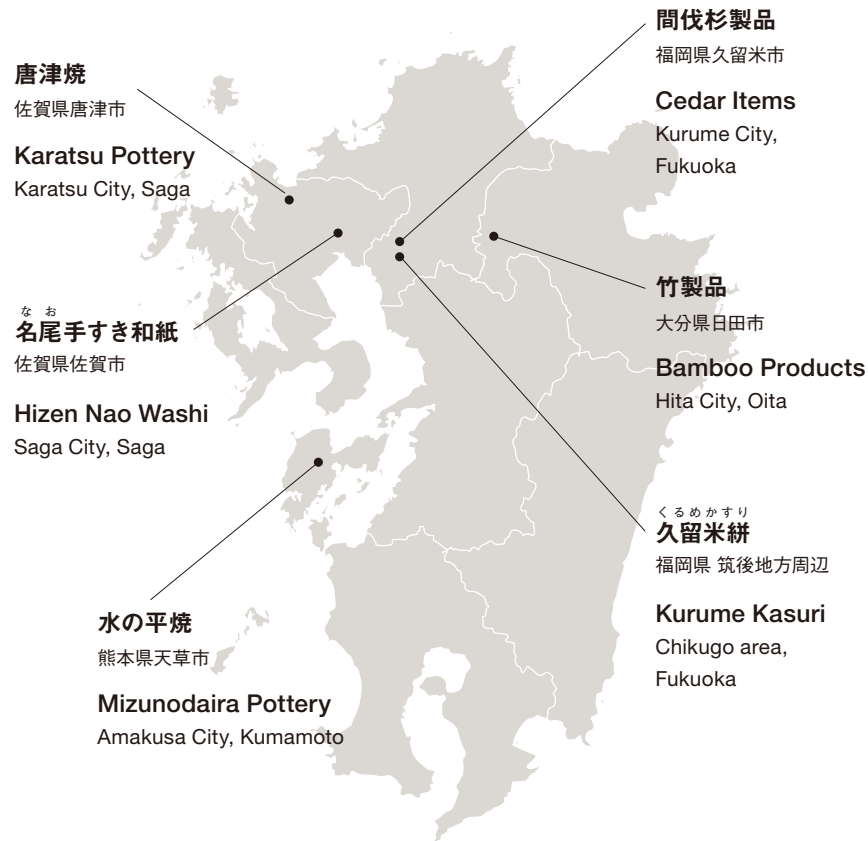 唐津焼
佐賀県唐津市
Karatsu Pottery
Karatsu City, Saga
なお
名尾手すき和紙
佐賀県佐賀市
Hizen Nao Washi
Saga City, Saga
水の平焼
熊本県天草市
Mizunodaira Pottery
Amakusa City, Kumamoto
間伐杉製品
福岡県久留米市
Cedar Items
Kurume City,
Fukuoka
竹製品
大分県日田市
Bamboo Products
Hita City, Oita
くるめかすり
久留米絣
福岡県 筑後地方周辺
Kurume Kasuri
Chikugo area,
Fukuoka